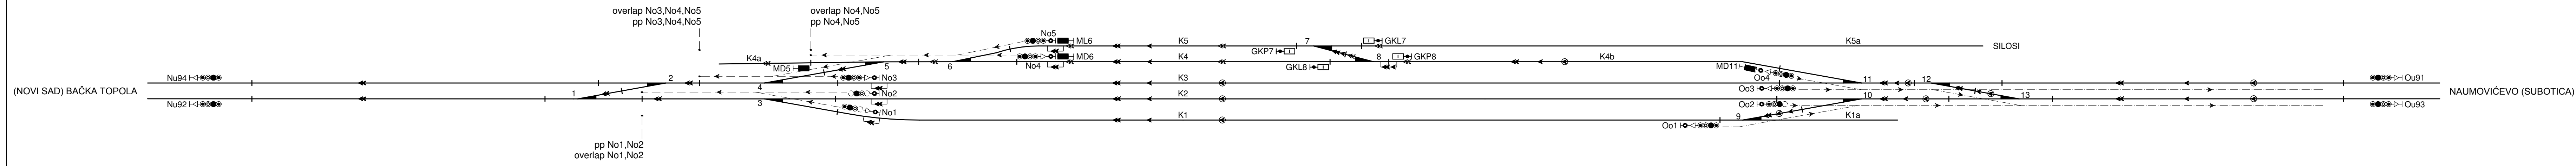 overlap No3,No4,No5
pp No3,No4,No5
overlap No4,No5
pp No4,No5
No5
ML6
K5
7
GKL7
K5a
SILOSI
GKP7
K4a
MD5
5
6
No4
MD6
K4
GKL8
8
GKP8
K4b
MD11
Nu94
2
4
No3
K3
Oo4
11
12
Ou91
(NOVI SAD) BAČKA TOPOLA
Oo3
NAUMOVIĆEVO (SUBOTICA)
Nu92
1
3
No2
K2
Oo2
10
13
Ou93
No1
K1
9
K1a
Oo1
pp No1,No2
overlap No1,No2